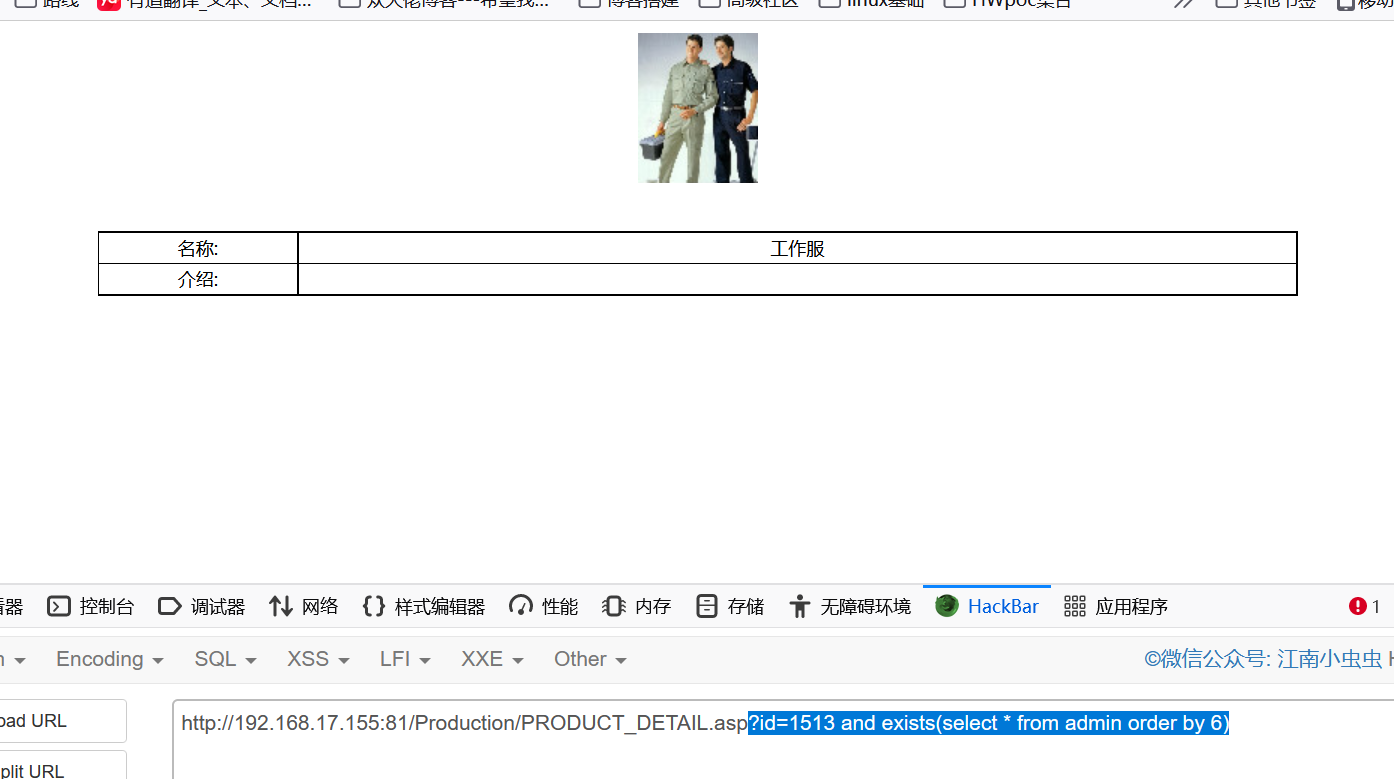 路线 有道翻译_文本、文档... 众大佬博客---希望我... 博客搭建 高级社区 linux基础 HWpoc集合 其他书签 移动
名称: 工作服
介绍:
控制台 调试器 网络 样式编辑器 性能 内存 存储 无障碍环境 HackBar 应用程序 1
Encoding SQL XSS LFI XXE Other ©微信公众号: 江南小虫虫 H
oad URL http://192.168.17.155:81/Production/PRODUCT_DETAIL.asp?id=1513 and exists(select * from admin order by 6)
plit URL